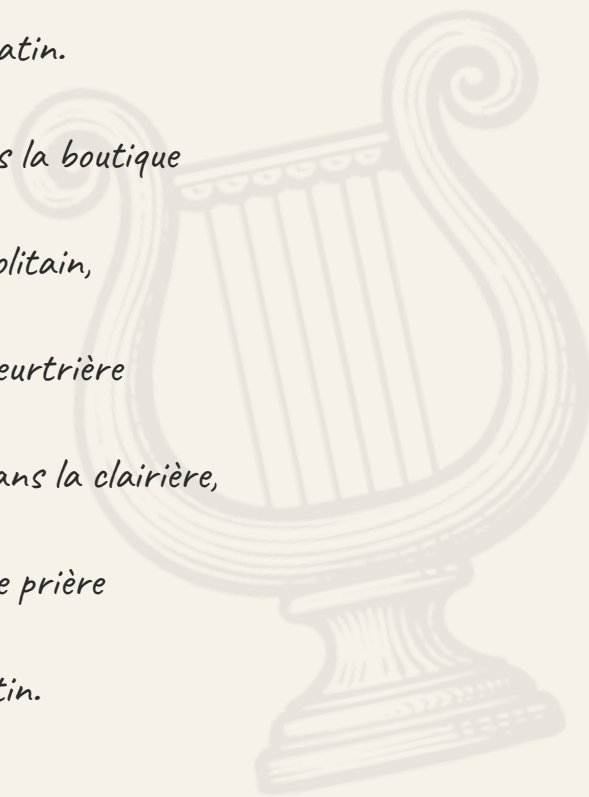 atin.
s la boutique
olitain,
eurtrière
ans la clairière,
e prière
tin.